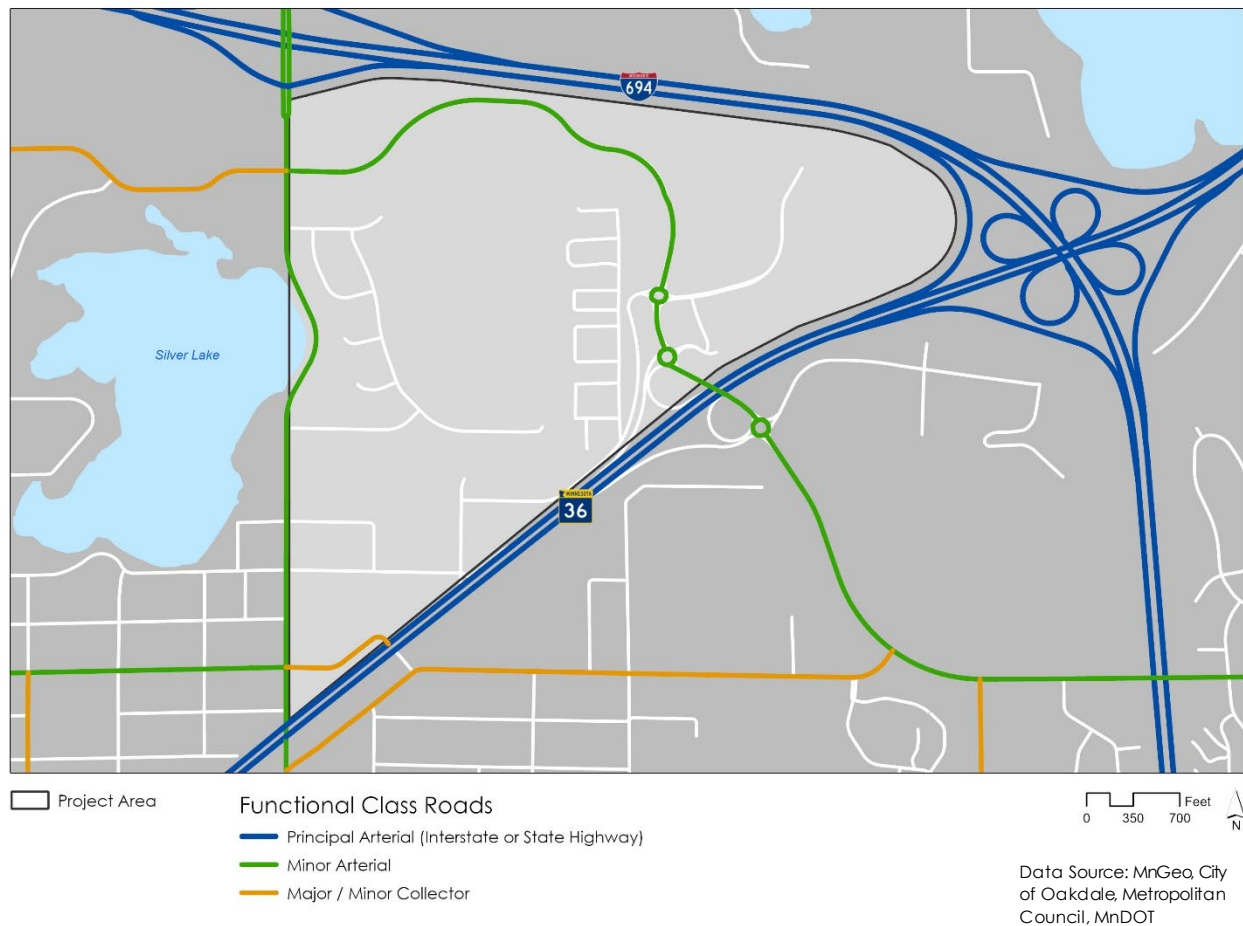 694
Silver Lake
MINNESOTA
36
Project Area
Functional Class Roads
Principal Arterial (Interstate or State Highway)
Minor Arterial
Major / Minor Collector
Feet
0 350 700
N
Data Source: MnGeo, City
of Oakdale, Metropolitan
Council, MnDOT